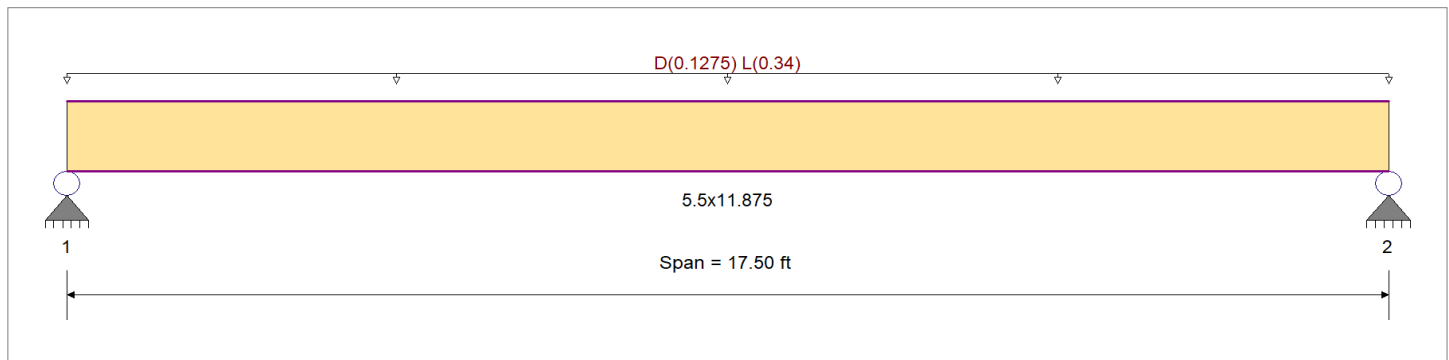 D(0.1275) L(0.34)
5.5x11.875
1
2
Span = 17.50 ft